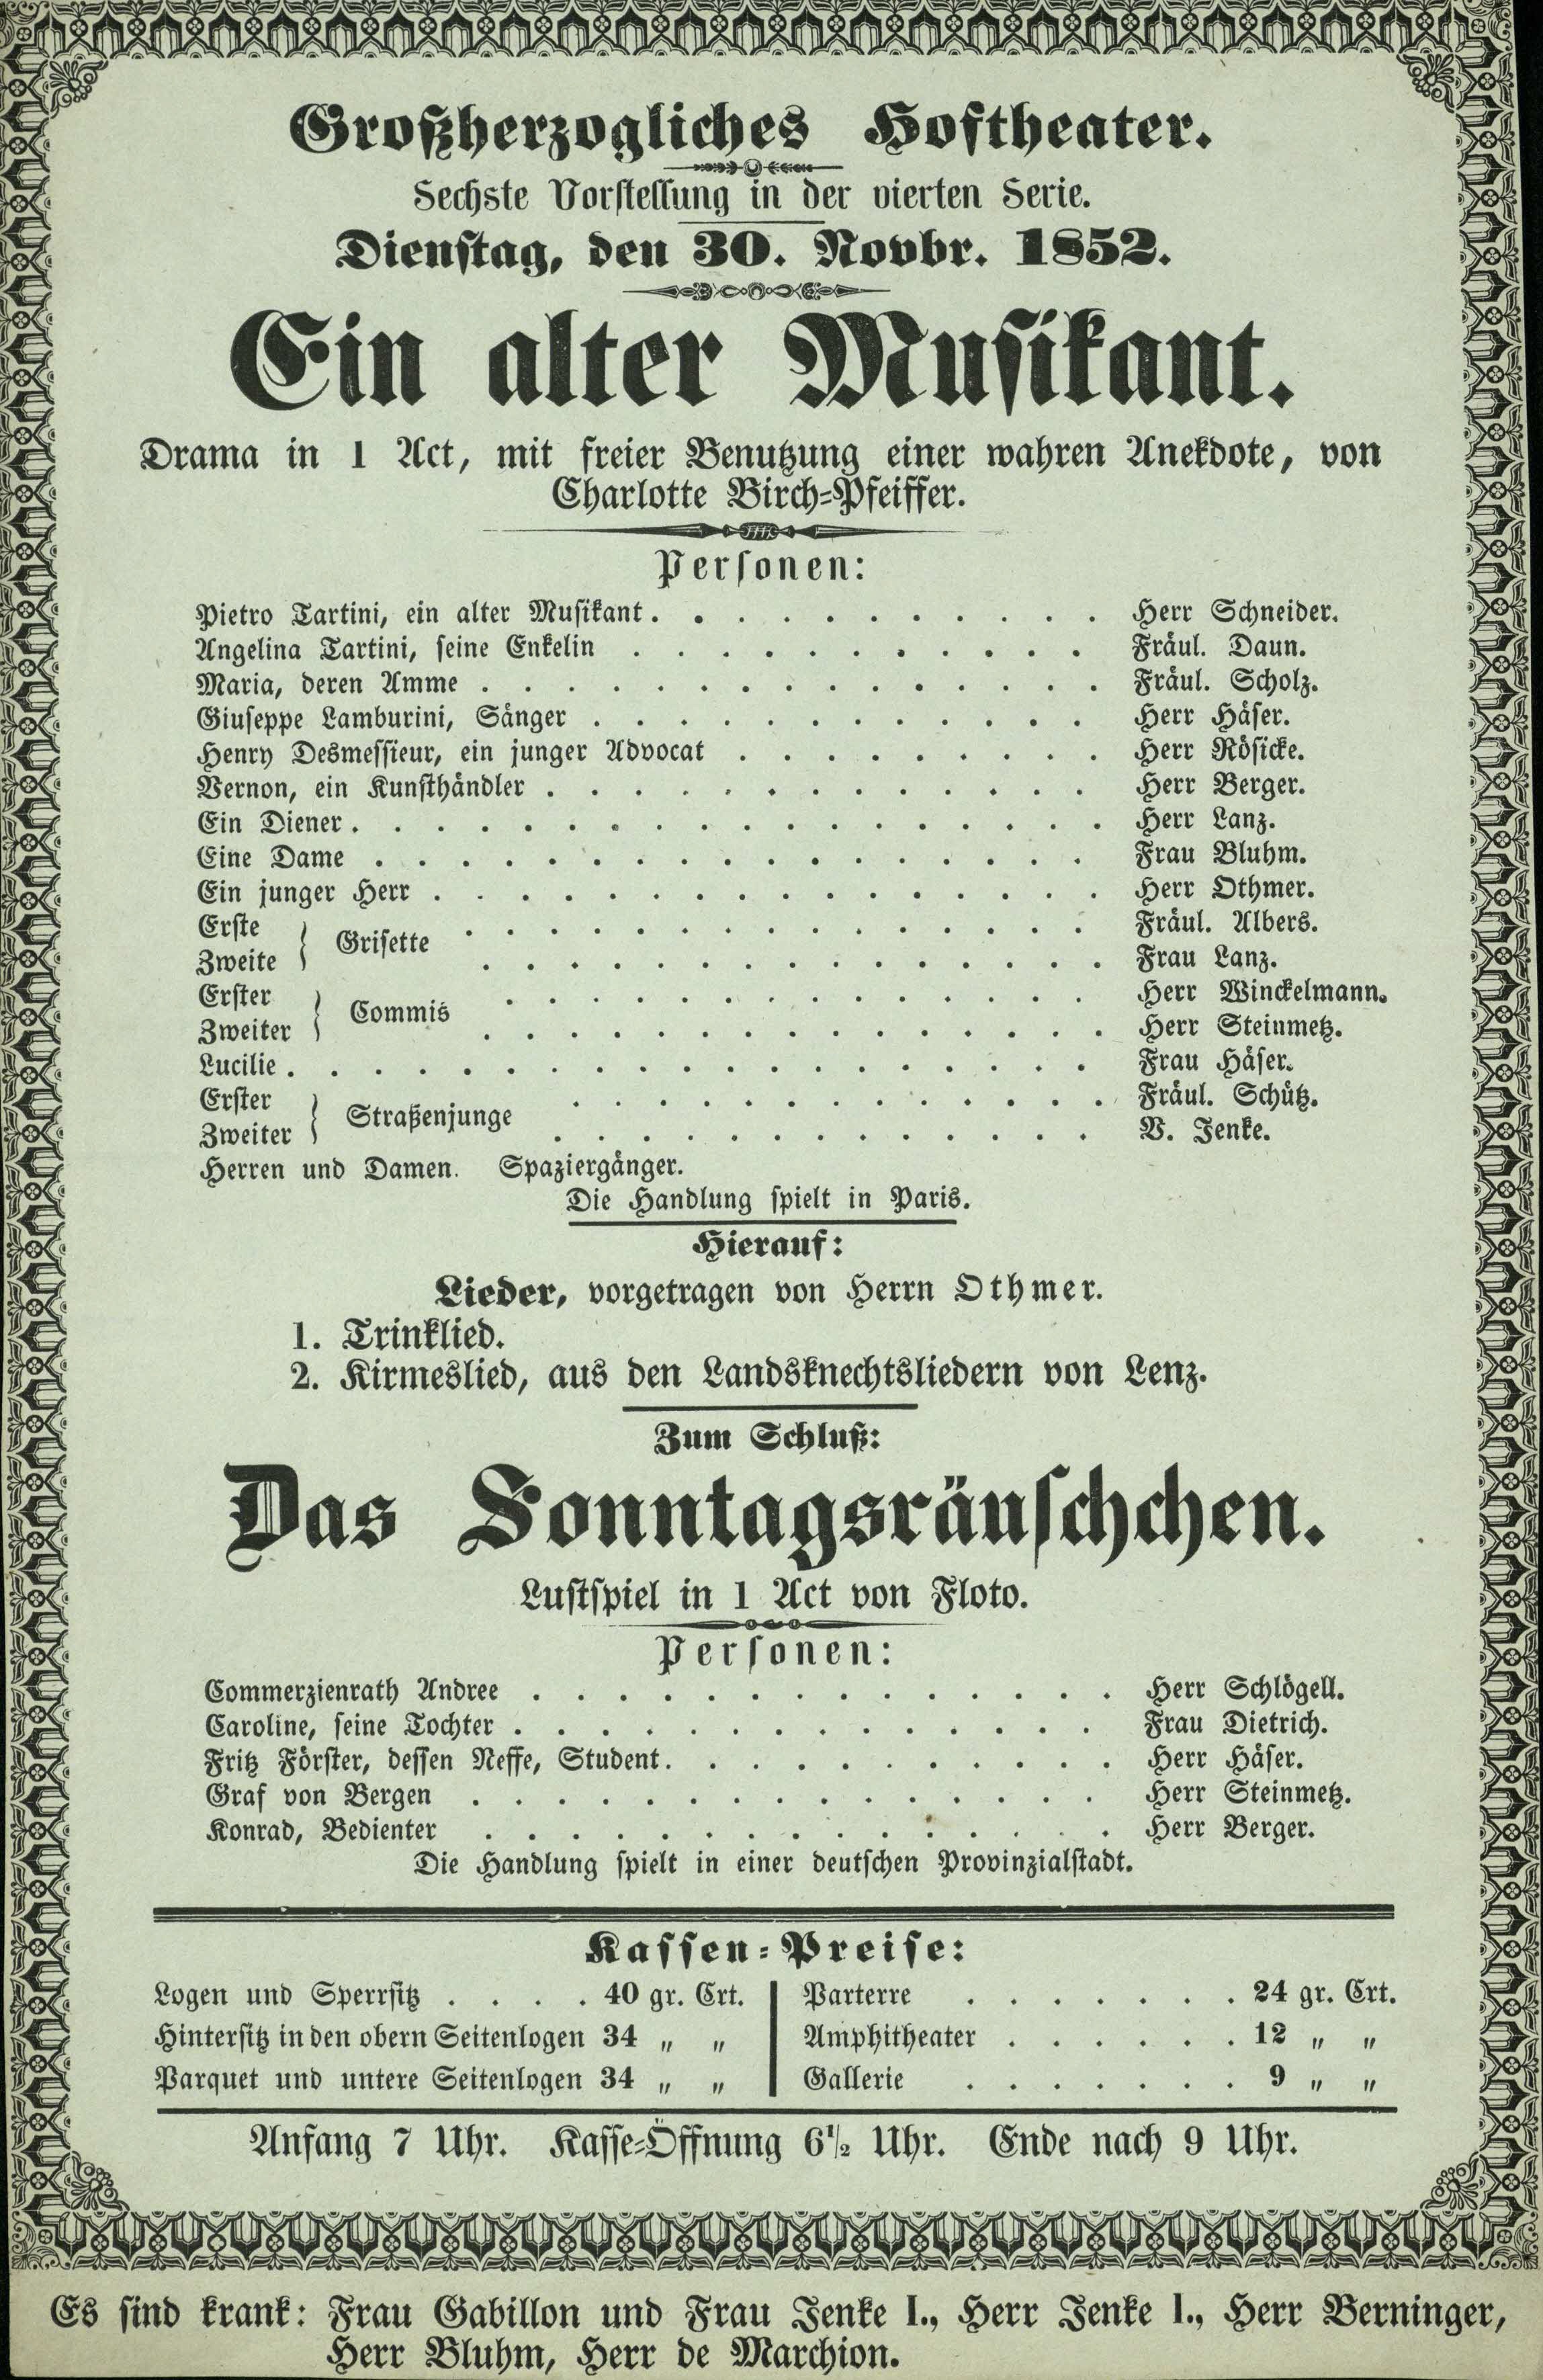 Großherzogliches Hoftheater.
Sechste Vorstellung in der vierten Serie.
Dienstag, den 30. Novbr. 1852.
Ein alter Musikant.
Drama in 1 Act, mit freier Benutzung einer wahren Anekdote, von
Charlotte Birch-Pfeiffer.
Personen:
Pietro Tartini, ein alter Musikant. . . . . . . . . . . . Herr Schneider.
Angelina Tartini, seine Enkelin . . . . . . . . . . . Fräul. Daun.
Maria, deren Amme . . . . . . . . . . . . . . . Fräul. Scholz.
Giuseppe Lamburini, Sänger . . . . . . . . . . . . Herr Häser.
Henry Desmessieur, ein junger Advocat . . . . . . . . . Herr Rösicke.
Vernon, ein Kunsthändler . . . . . . . . . . . . . Herr Berger.
Ein Diener. . . . . . . . . . . . . . . . . . Herr Lanz.
Eine Dame . . . . . . . . . . . . . . . . . Frau Bluhm.
Ein junger Herr . . . . . . . . . . . . . . . . Herr Othmer.
Erste Grisette . . . . . . . . . . . . . . . Fräul. Albers.
Zweite . . . . . . . . . . . . . . . Frau Lanz.
Erster Commis . . . . . . . . . . . . . . Herr Winckelmann.
Zweiter . . . . . . . . . . . . . . . Herr Steinmetz.
Lucilie . . . . . . . . . . . . . . . . . . . Frau Häser.
Erster Straßenjunge . . . . . . . . . . . . . Fräul. Schütz.
Zweiter . . . . . . . . . . . . . V. Jenke.
Herren und Damen. Spaziergänger.
Die Handlung spielt in Paris.
Hierauf:
Lieder, vorgetragen von Herrn Othmer.
1. Trinklied.
2. Kirmeslied, aus den Landsknechtsliedern von Lenz.
Zum Schluß:
Das Sonntagsräuschchen.
Lustspiel in 1 Act von Floto.
Personen:
Commerzienrath Andree . . . . . . . . . . . . . . Herr Schlögell.
Caroline, seine Tochter . . . . . . . . . . . . . . Frau Dietrich.
Fritz Förster, dessen Neffe, Student. . . . . . . . . . . Herr Häser.
Graf von Bergen . . . . . . . . . . . . . . . Herr Steinmetz.
Konrad, Bedienter . . . . . . . . . . . . . . . Herr Berger.
Die Handlung spielt in einer deutschen Provinzialstadt.
Kassen-Preise:
Logen und Sperrsitz . . . . 40 gr. Crt. Parterre . . . . . . . 24 gr. Crt.
Hintersitz in den obern Seitenlogen 34 „ „ Amphitheater . . . . . . 12 „ „
Parquet und untere Seitenlogen 34 „ „ Gallerie . . . . . . . 9 „ „
Anfang 7 Uhr. Kasse-Öffnung 6½ Uhr. Ende nach 9 Uhr.
Es sind krank: Frau Gabillon und Frau Jenke I., Herr Jenke I., Herr Berninger,
Herr Bluhm, Herr de Marchion.